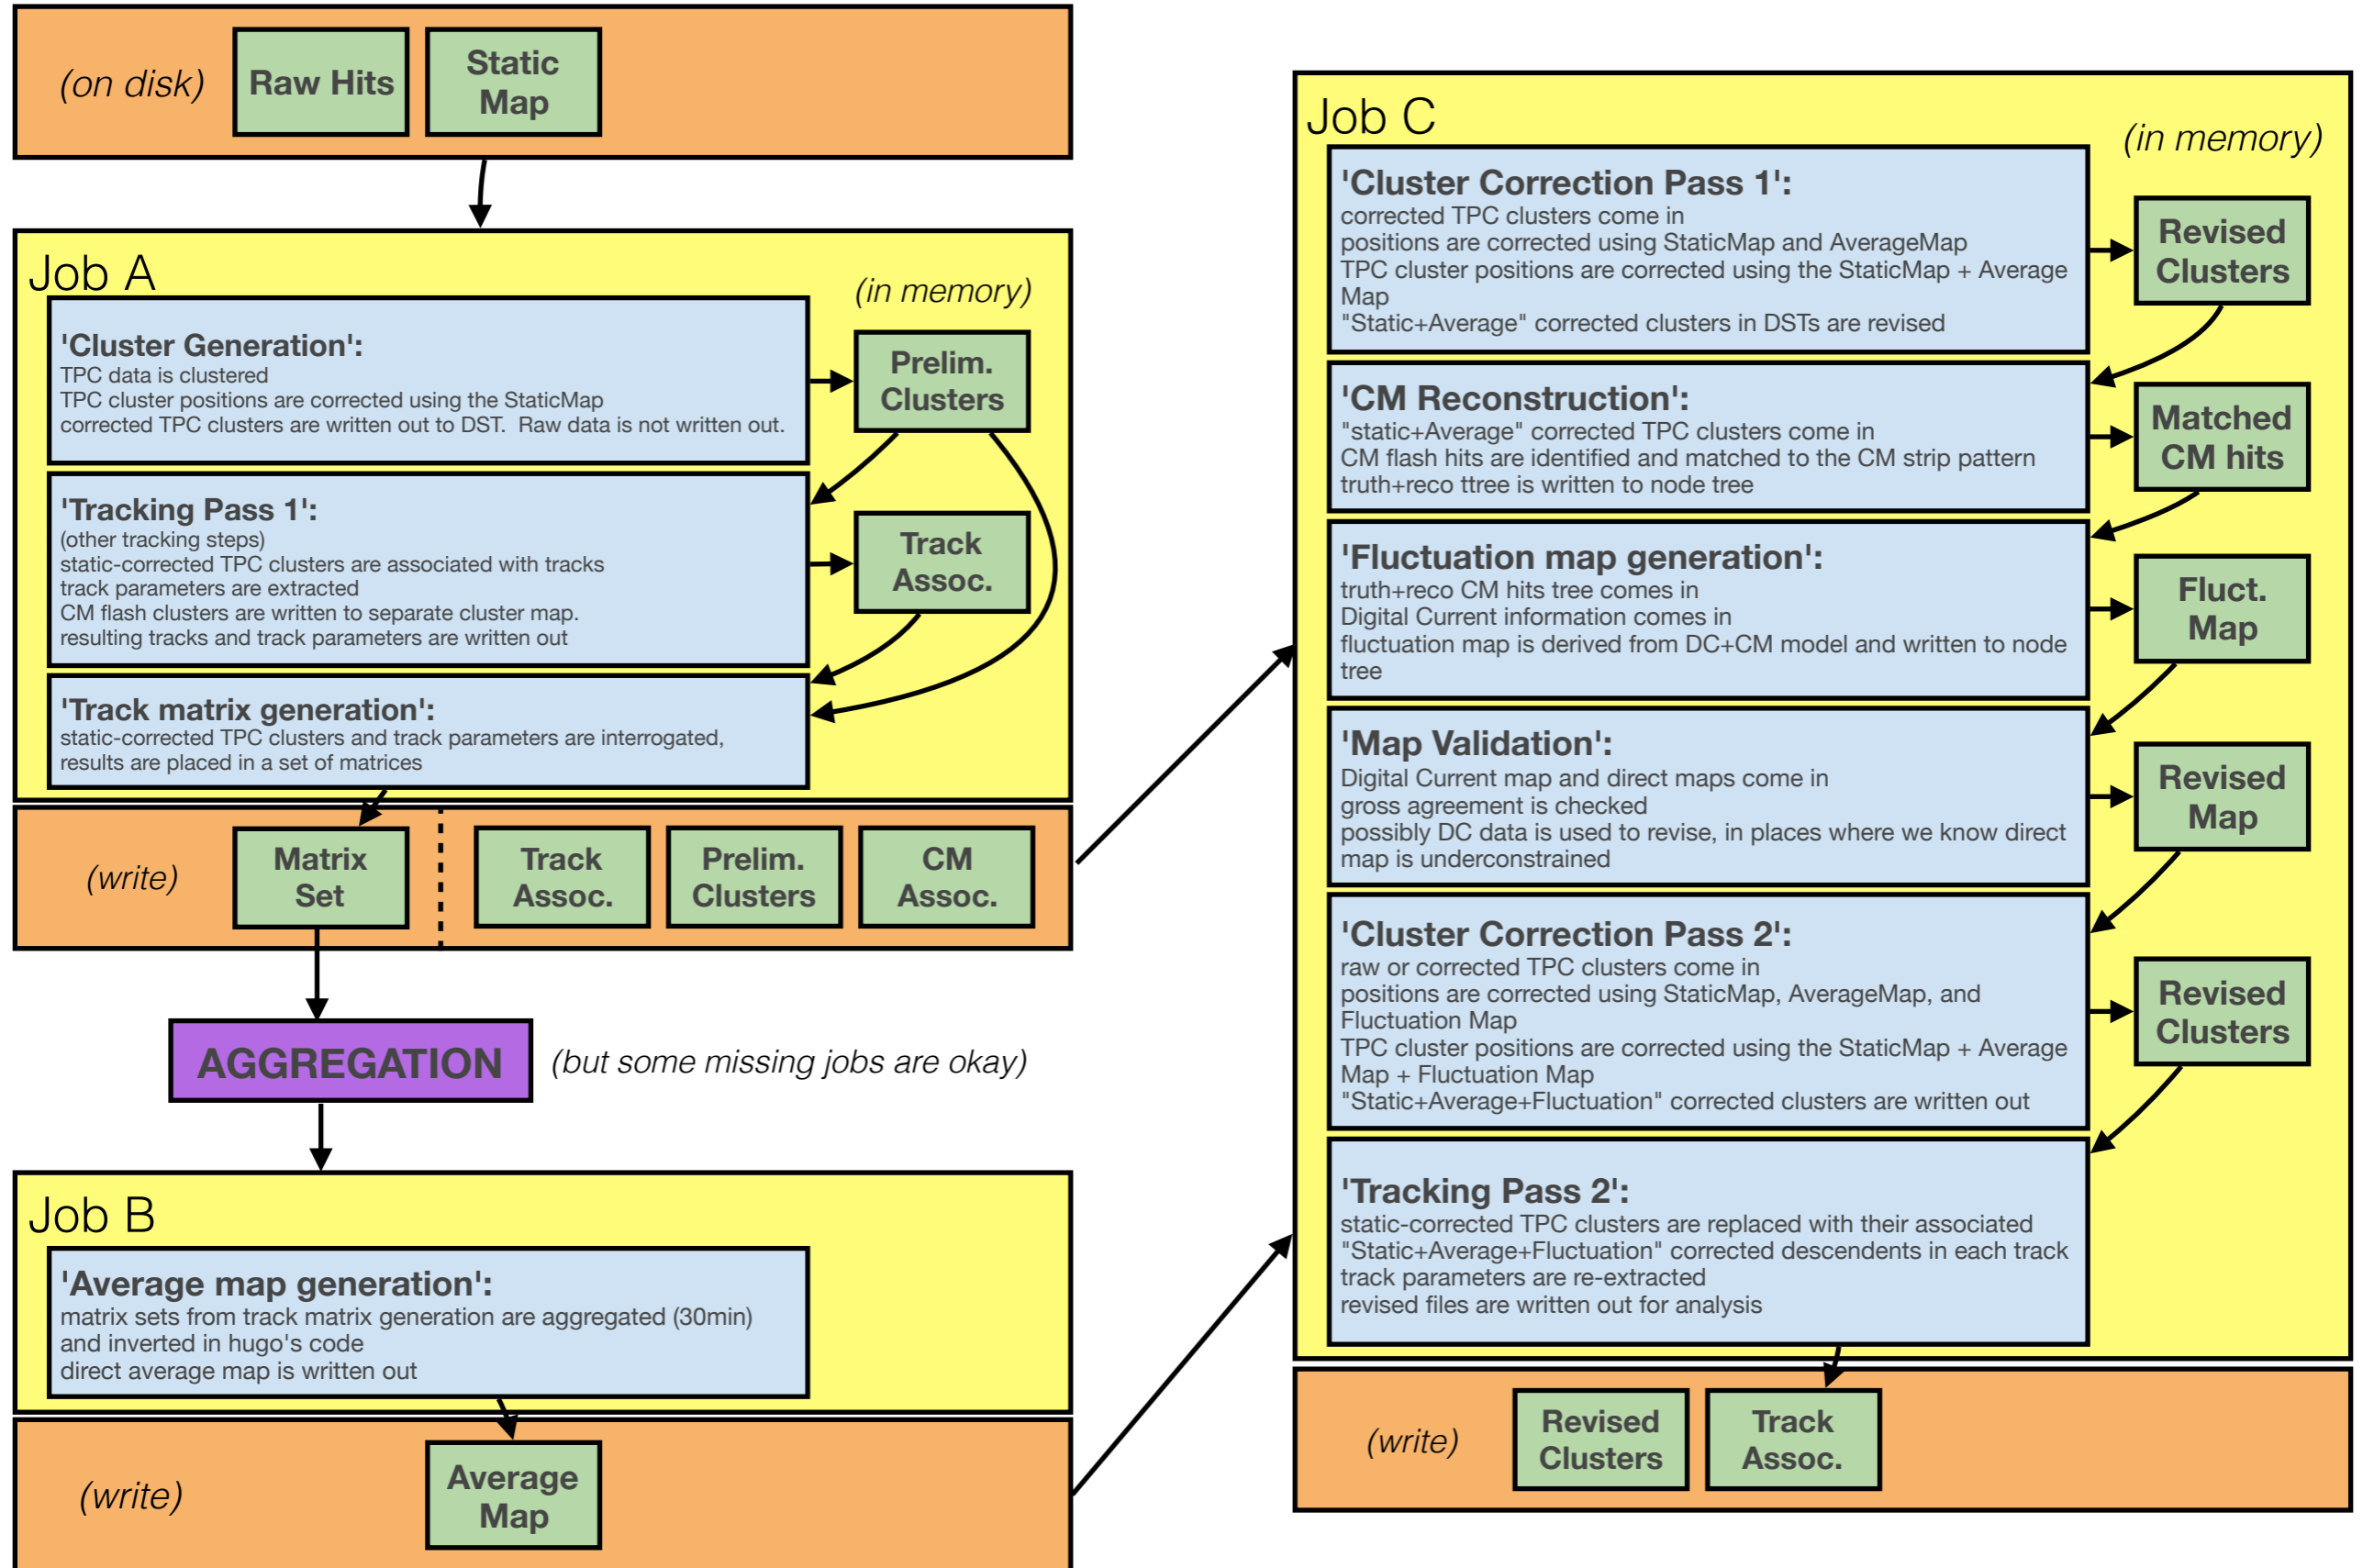 (on disk)
Raw Hits
Static
Map
Job A
(in memory)
'Cluster Generation':
TPC data is clustered
TPC cluster positions are corrected using the StaticMap
corrected TPC clusters are written out to DST.  Raw data is not written out.
Prelim.
Clusters
'Tracking Pass 1':
(other tracking steps)
static-corrected TPC clusters are associated with tracks
track parameters are extracted
CM flash clusters are written to separate cluster map.
resulting tracks and track parameters are written out
Track
Assoc.
'Track matrix generation':
static-corrected TPC clusters and track parameters are interrogated,
results are placed in a set of matrices
(write)
Matrix
Set
Track
Assoc.
Prelim.
Clusters
CM
Assoc.
AGGREGATION
(but some missing jobs are okay)
Job B
'Average map generation':
matrix sets from track matrix generation are aggregated (30min)
and inverted in hugo's code
direct average map is written out
(write)
Average
Map
Job C
(in memory)
'Cluster Correction Pass 1':
corrected TPC clusters come in
positions are corrected using StaticMap and AverageMap
TPC cluster positions are corrected using the StaticMap + Average
Map
"Static+Average" corrected clusters in DSTs are revised
Revised
Clusters
'CM Reconstruction':
"static+Average" corrected TPC clusters come in
CM flash hits are identified and matched to the CM strip pattern
truth+reco ttree is written to node tree
Matched
CM hits
'Fluctuation map generation':
truth+reco CM hits tree comes in
Digital Current information comes in
fluctuation map is derived from DC+CM model and written to node
tree
Fluct.
Map
'Map Validation':
Digital Current map and direct maps come in
gross agreement is checked
possibly DC data is used to revise, in places where we know direct
map is underconstrained
Revised
Map
'Cluster Correction Pass 2':
raw or corrected TPC clusters come in
positions are corrected using StaticMap, AverageMap, and
Fluctuation Map
TPC cluster positions are corrected using the StaticMap + Average
Map + Fluctuation Map
"Static+Average+Fluctuation" corrected clusters are written out
Revised
Clusters
'Tracking Pass 2':
static-corrected TPC clusters are replaced with their associated
"Static+Average+Fluctuation" corrected descendents in each track
track parameters are re-extracted
revised files are written out for analysis
(write)
Revised
Clusters
Track
Assoc.